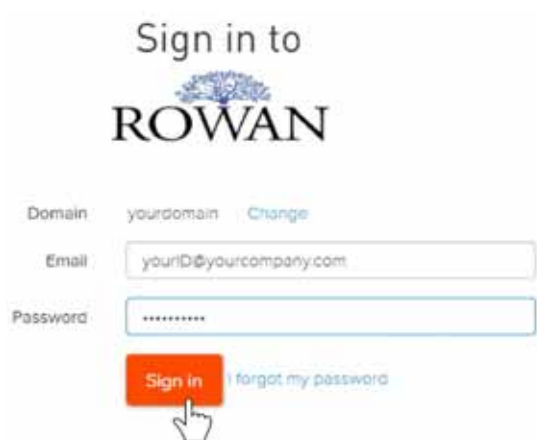 Sign in to
ROWAN
Domain yourdomain Change
Email yourID@yourcompany.com
Password ••••••••••
Sign in I forgot my password